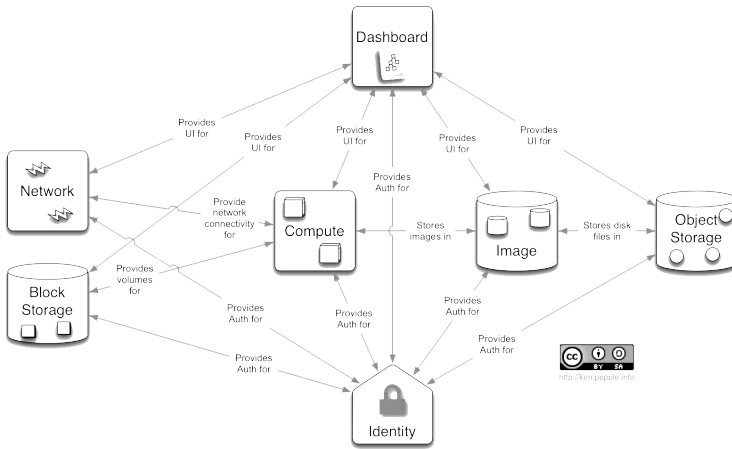 Dashboard
Provides
UI for
Provides
UI for
Provides
UI for
Provides
UI for
Provides
UI for
Provides
Auth for
Network
Provide
network
connectivity
for
Compute
Stores
images in
Image
Stores disk
files in
Object
Storage
Provides
volumes
for
Block
Storage
Provides
Auth for
Provides
Auth for
Provides
Auth for
Provides
Auth for
Provides
Auth for
Identity
cc
BY SA
http://ken.pepple.info